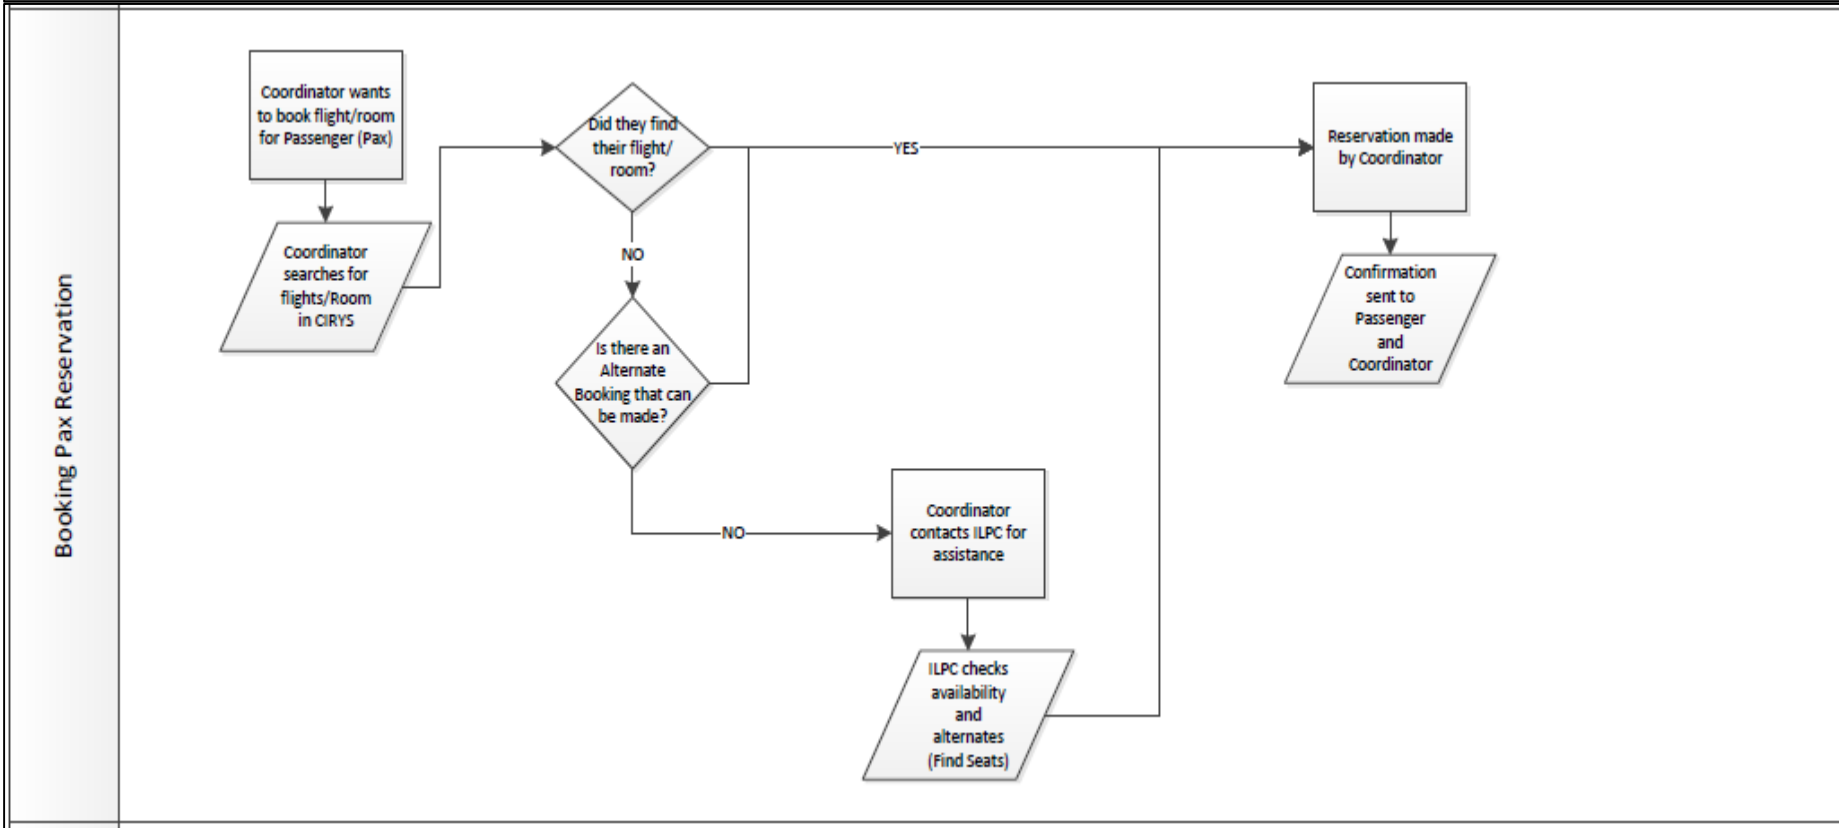 Booking Pax Reservation
Coordinator wants
to book flight/room
for Passenger (Pax)
Coordinator
searches for
flights/Room
in CIRYS
Did they find
their flight/
room?
YES
NO
Is there an
Alternate
Booking that can
be made?
NO
Coordinator
contacts ILPC for
assistance
ILPC checks
availability
and
alternates
(Find Seats)
Reservation made
by Coordinator
Confirmation
sent to
Passenger
and
Coordinator